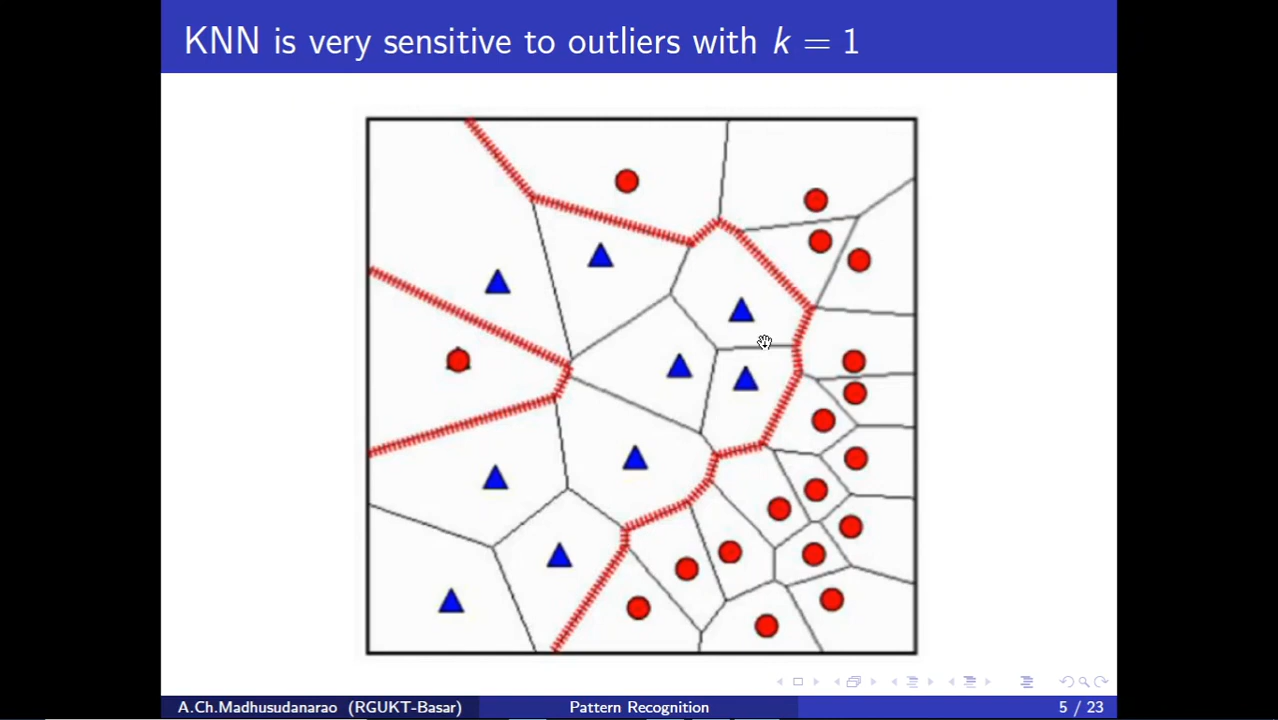 KNN is very sensitive to outliers with k = 1
A.Ch.Madhusudanarao (RGUKT-Basar) Pattern Recognition 5 / 23